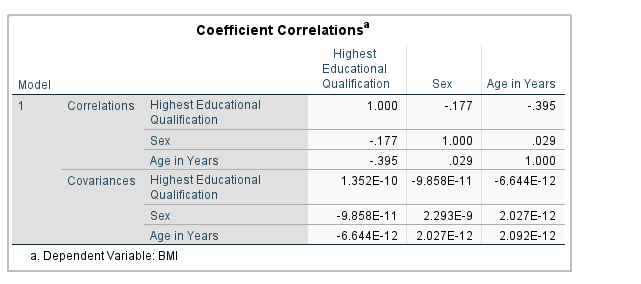 Coefficient Correlationsa
Highest
Educational
Model Qualification Sex Age in Years
1 Correlations Highest Educational 1.000 -.177 -.395
Qualification
Sex -.177 1.000 .029
Age in Years -.395 .029 1.000
Covariances Highest Educational 1.352E-10 -9.858E-11 -6.644E-12
Qualification
Sex -9.858E-11 2.293E-9 2.027E-12
Age in Years -6.644E-12 2.027E-12 2.092E-12
a. Dependent Variable: BMI